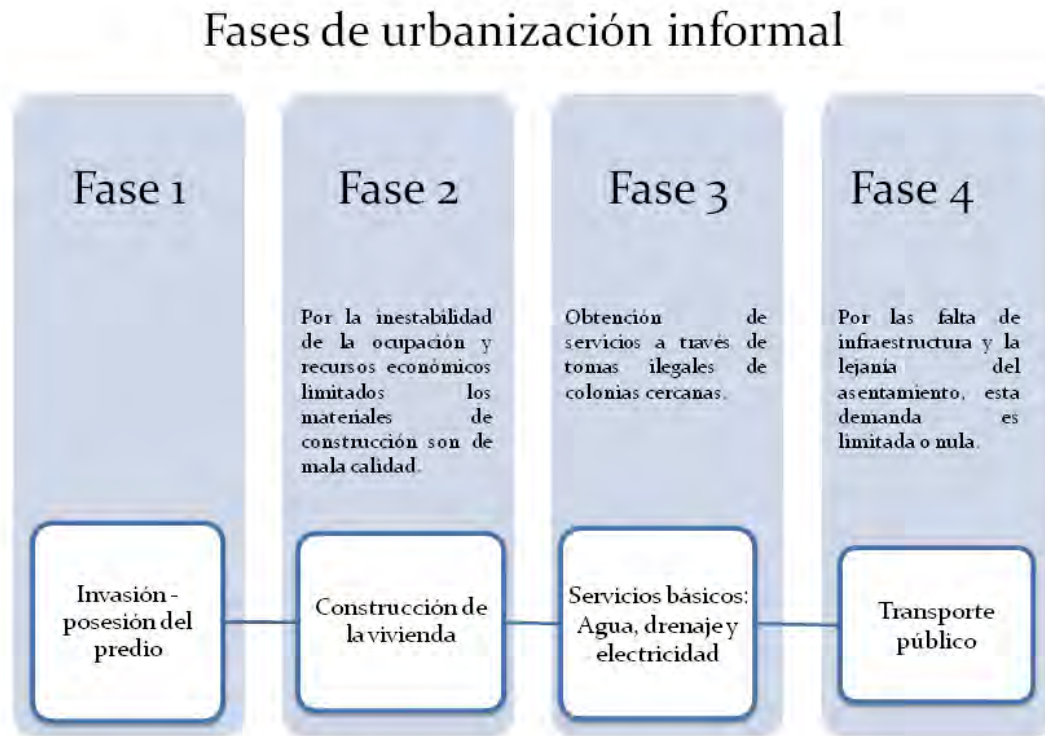 Fases de urbanización informal
Fase 1
Invasión -
posesión del
predio
Fase 2
Por la inestabilidad
de la ocupación y
recursos económicos
limitados los
materiales de
construcción son de
mala calidad.
Construcción de
la vivienda
Fase 3
Obtención de
servicios a través de
tomas ilegales de
colonias cercanas.
Servicios básicos:
Agua, drenaje y
electricidad
Fase 4
Por las falta de
infraestructura y la
lejanía del
asentamiento, esta
demanda es
limitada o nula.
Transporte
público